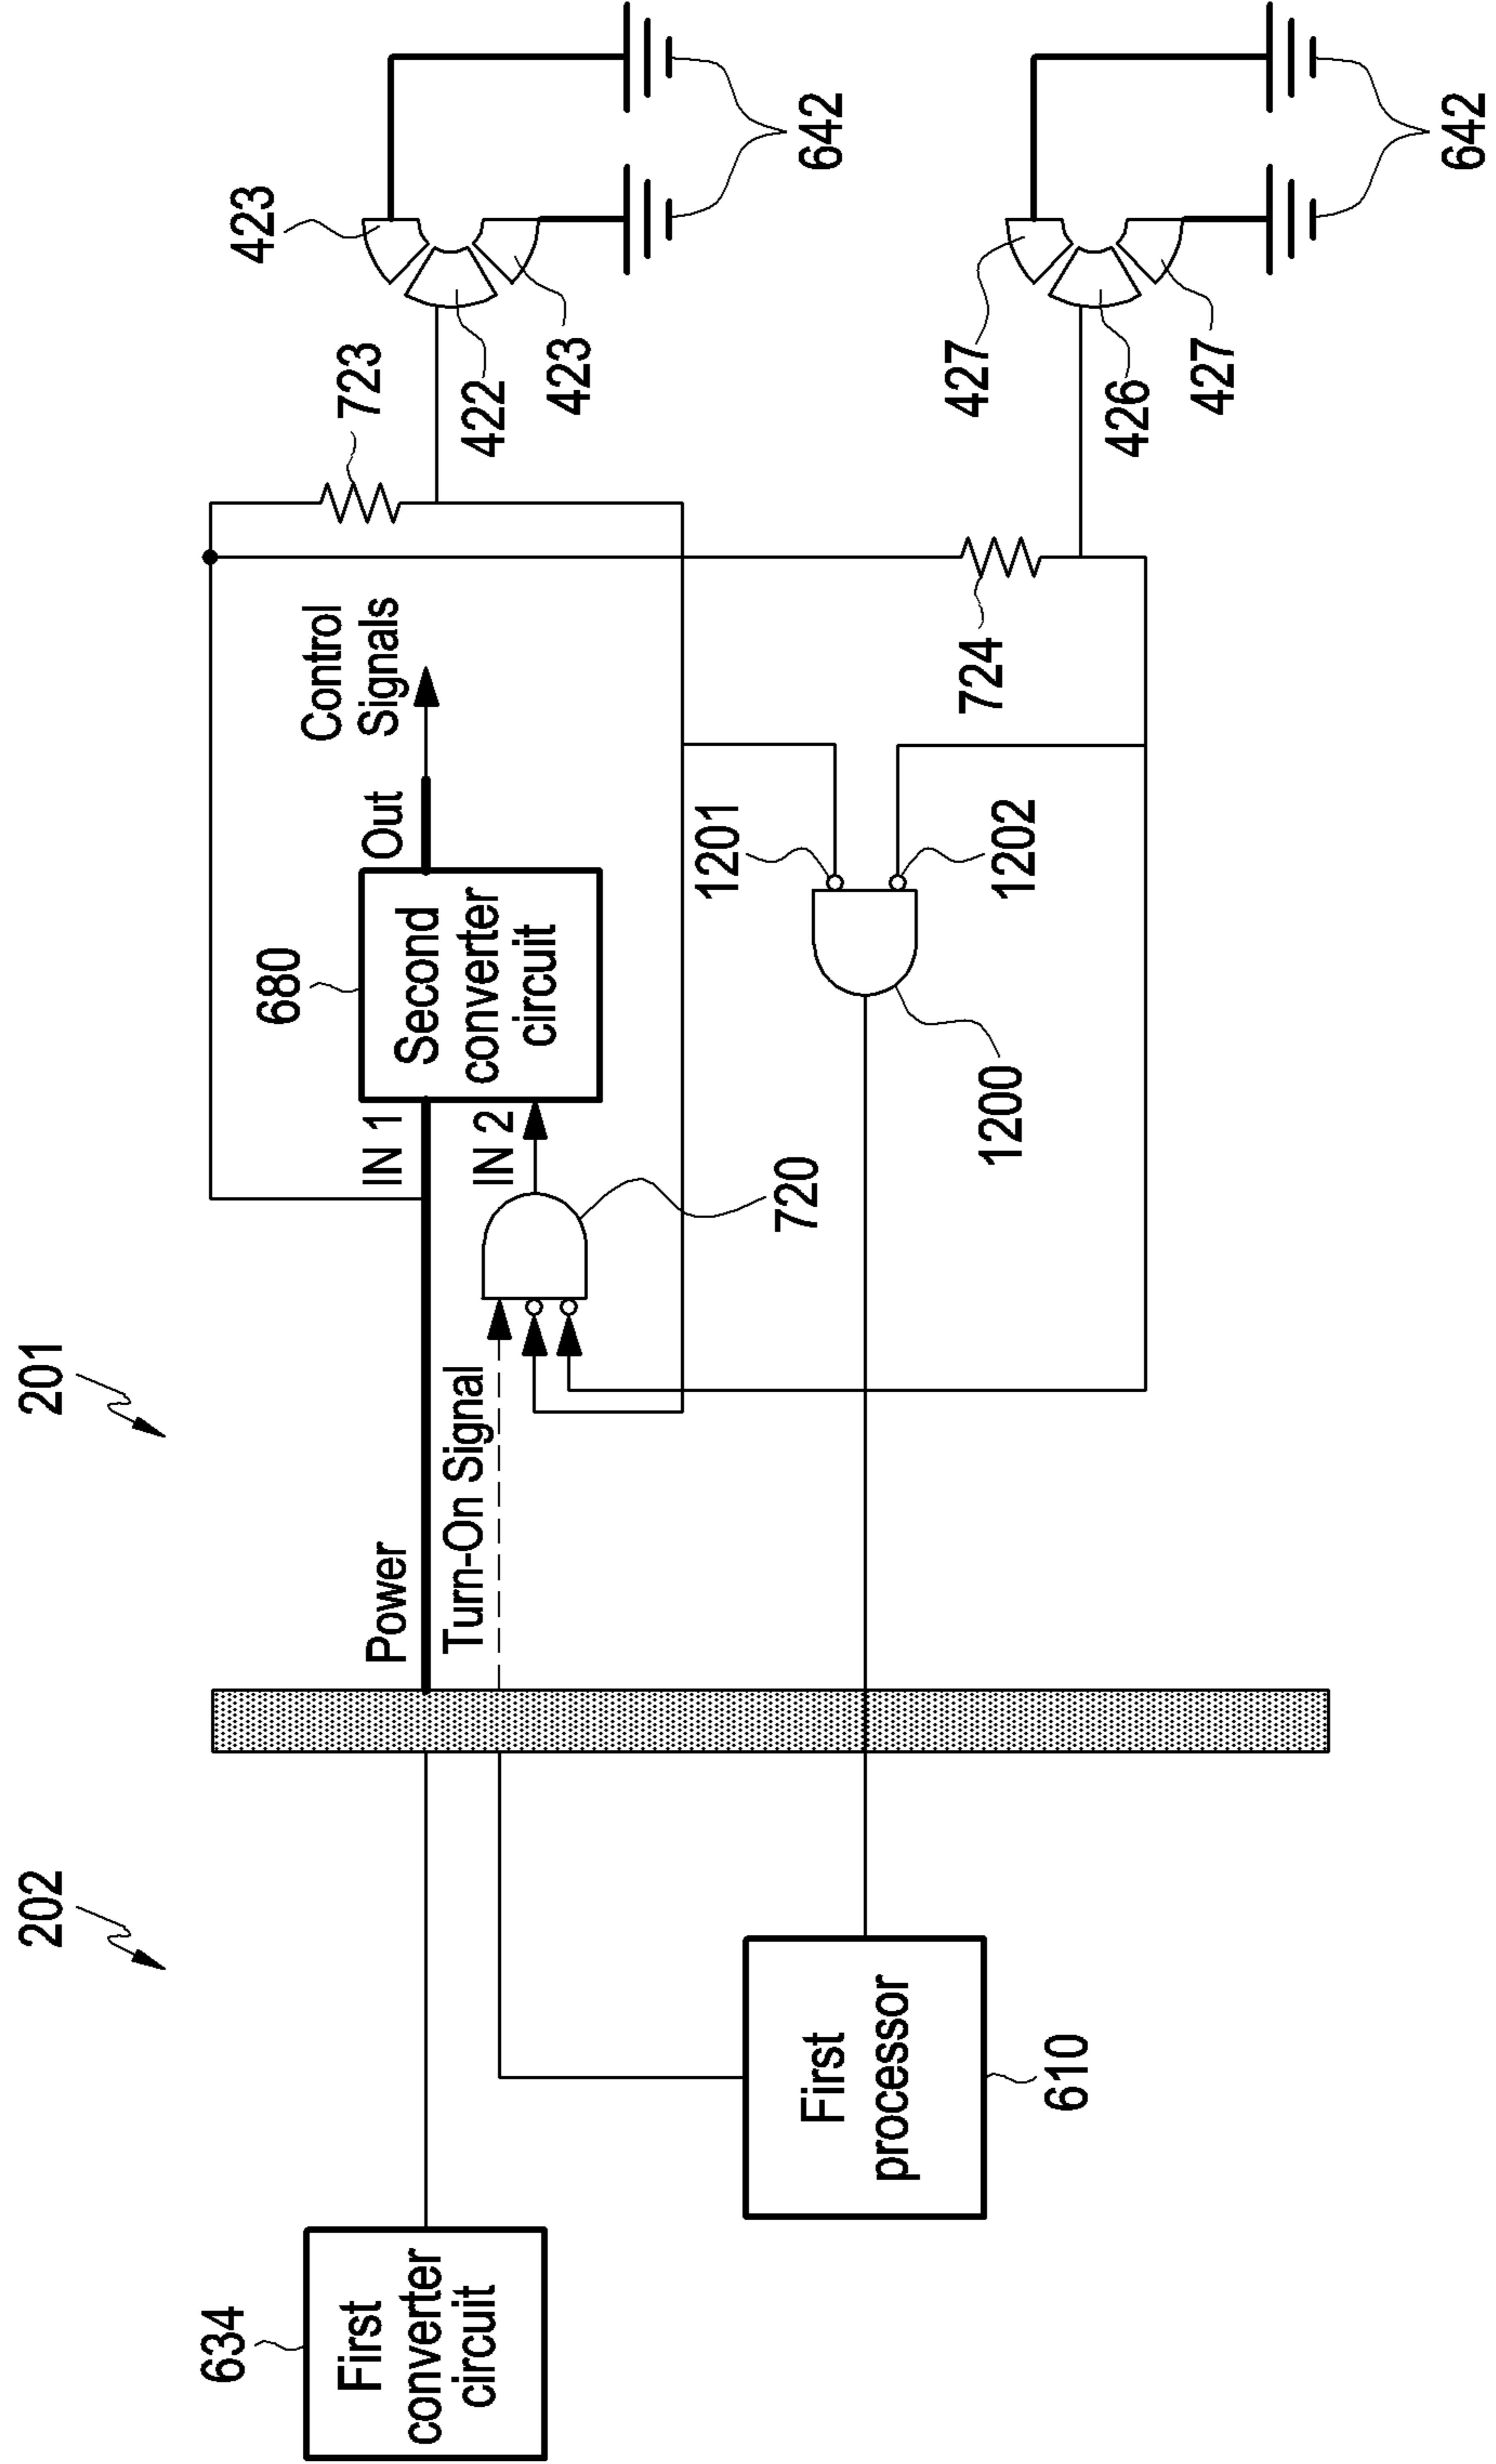 202
201
634
First
converter
circuit
Power
Turn-On Signal
IN 1
IN 2
680
Second
converter
circuit
Out
Control
Signals
723
423
422
423
642
720
First
processor
610
1200
1201
1202
724
427
426
427
642